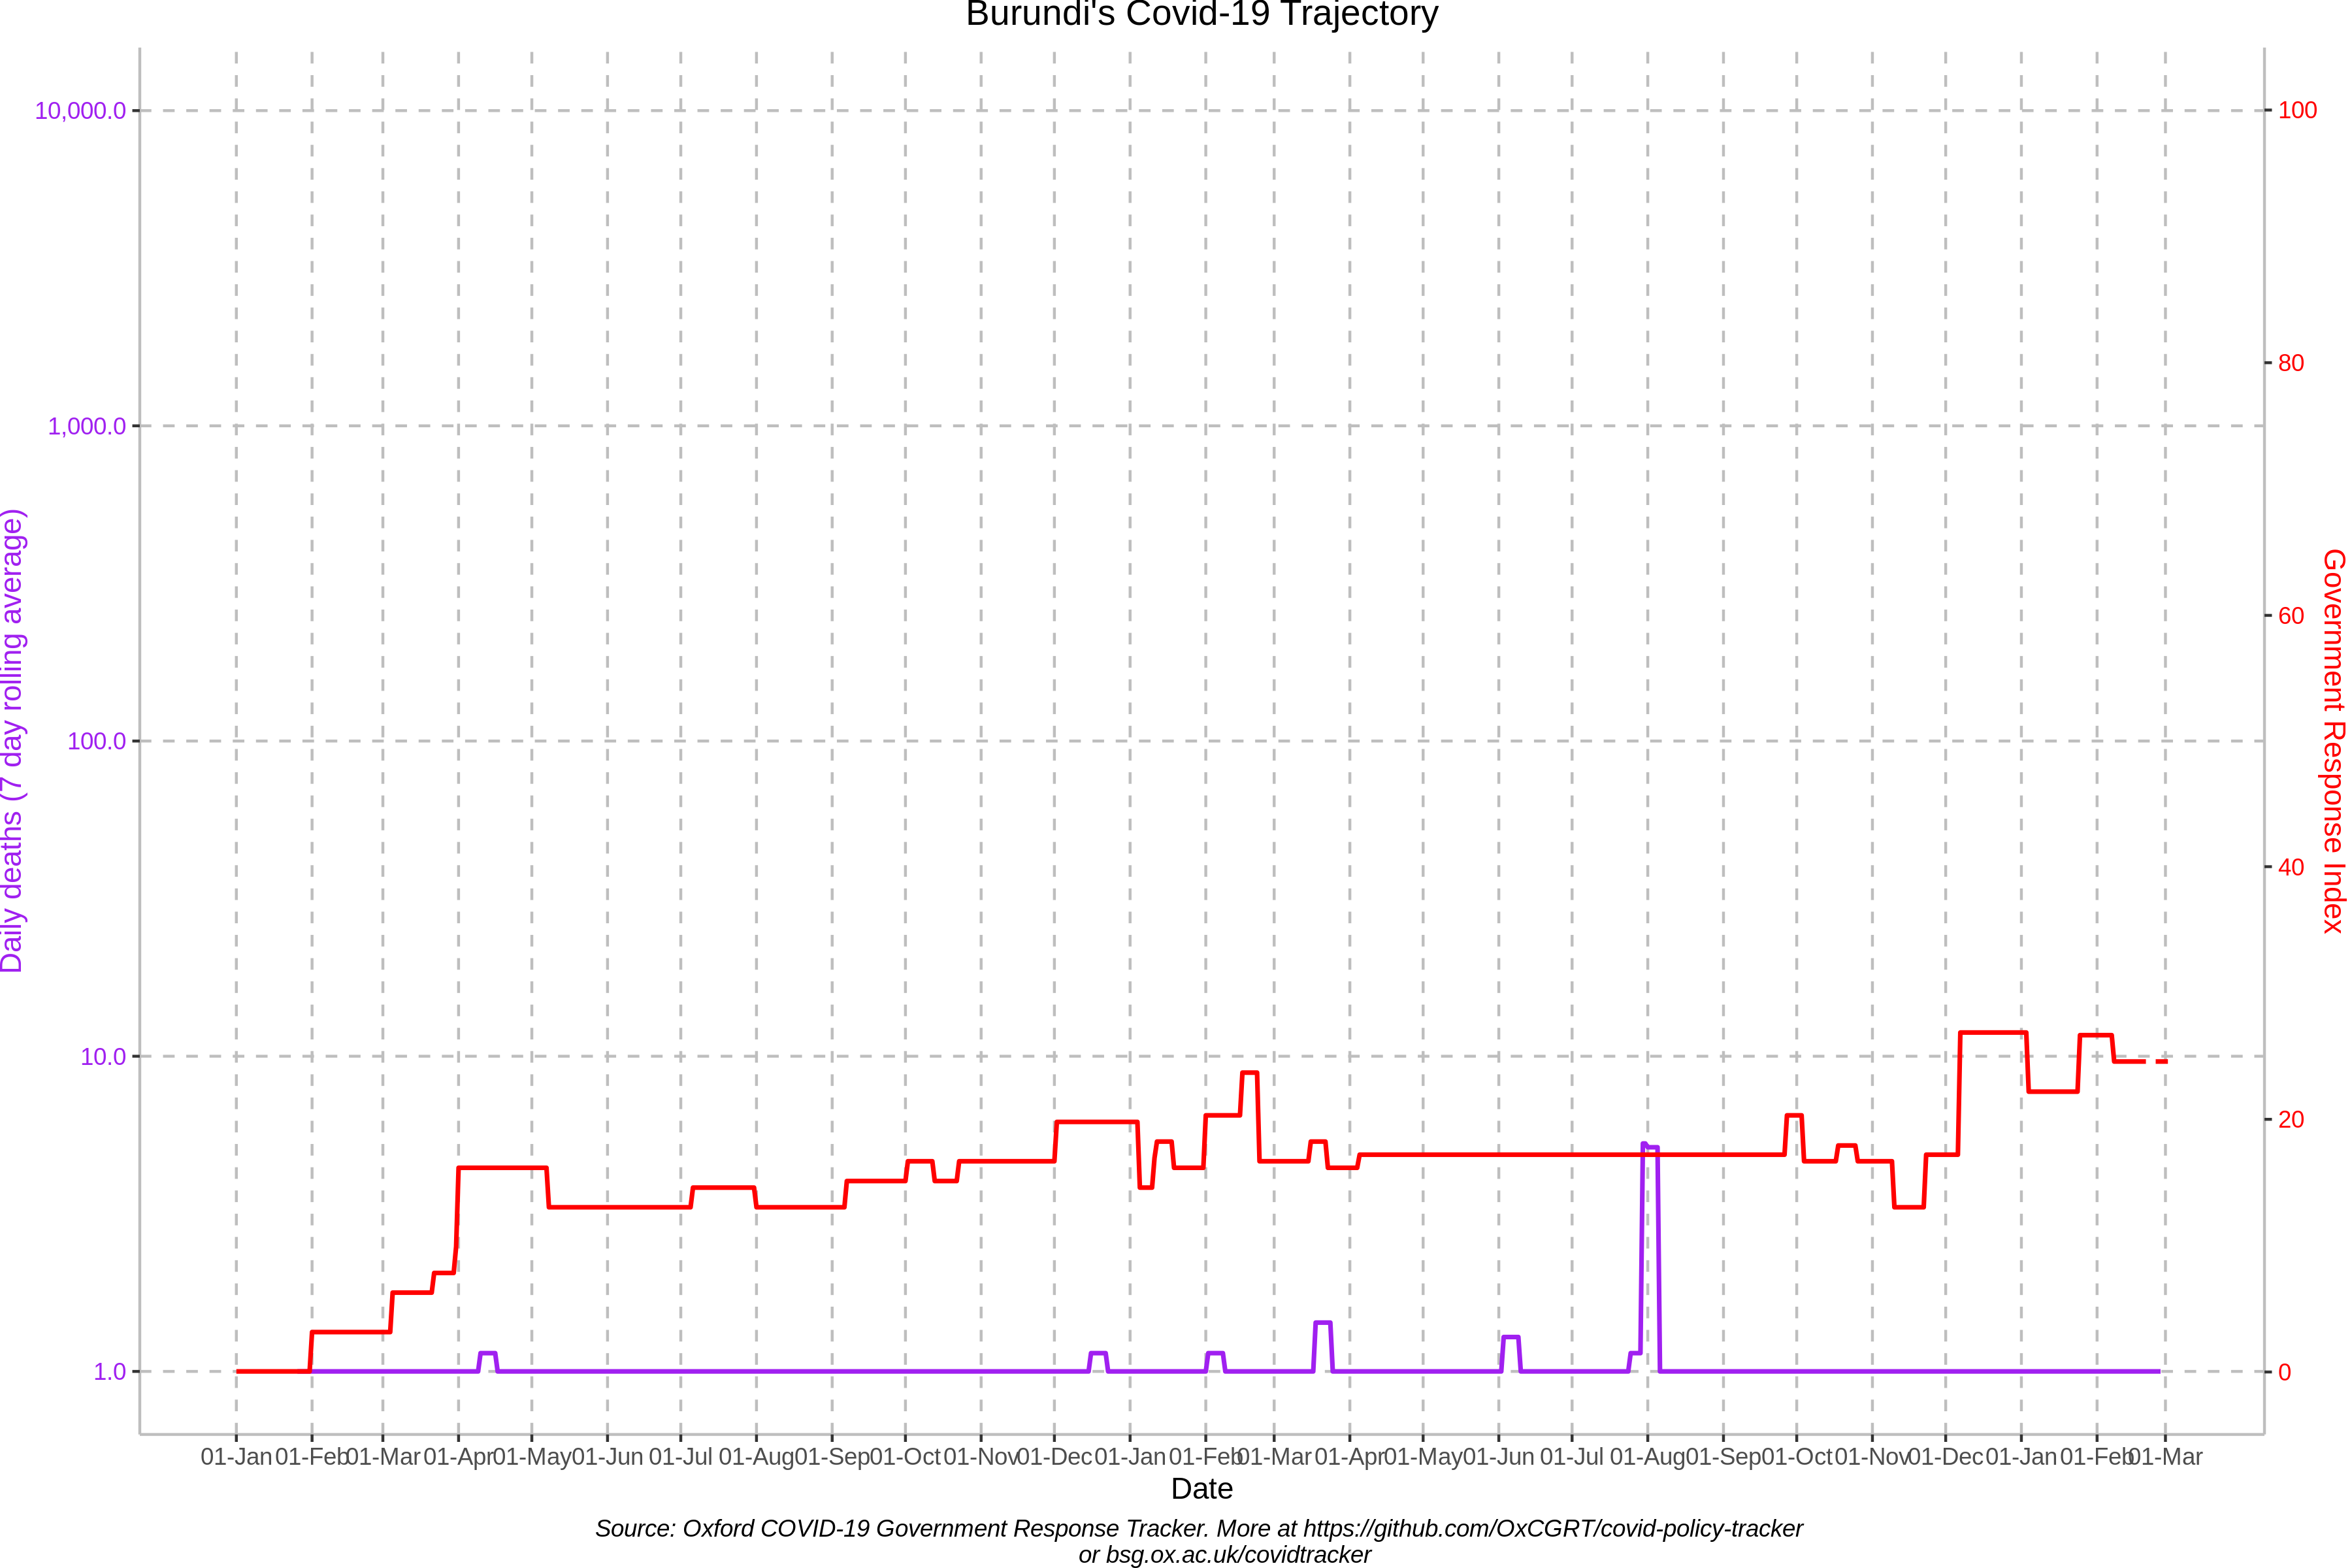 Burundi's Covid-19 Trajectory
10,000.0
1,000.0
100.0
10.0
1.0
Daily deaths (7 day rolling average)
100
80
60
40
20
0
Government Response Index
01-Jan 01-Feb 01-Mar 01-Apr 01-May 01-Jun 01-Jul 01-Aug 01-Sep 01-Oct 01-Nov 01-Dec 01-Jan 01-Feb 01-Mar 01-Apr 01-May 01-Jun 01-Jul 01-Aug 01-Sep 01-Oct 01-Nov 01-Dec 01-Jan 01-Feb 01-Mar
Date
Source: Oxford COVID-19 Government Response Tracker. More at https://github.com/OxCGRT/covid-policy-tracker
or bsg.ox.ac.uk/covidtracker